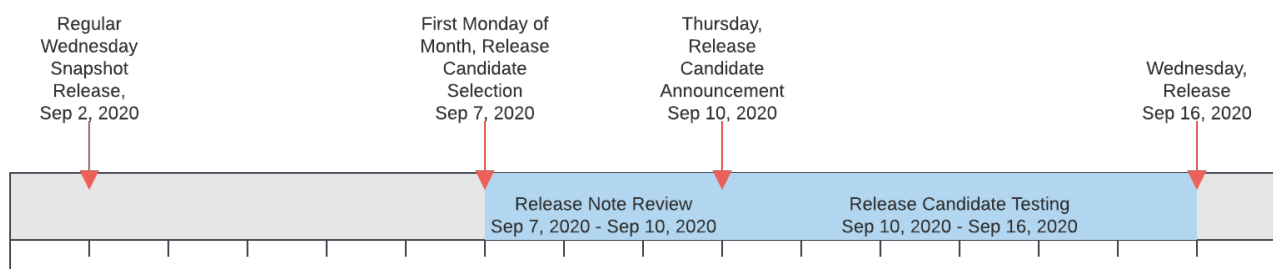 Regular
Wednesday
Snapshot
Release,
Sep 2, 2020
First Monday of
Month, Release
Candidate
Selection
Sep 7, 2020
Thursday,
Release
Candidate
Announcement
Sep 10, 2020
Wednesday,
Release
Sep 16, 2020
Release Note Review
Sep 7, 2020 - Sep 10, 2020
Release Candidate Testing
Sep 10, 2020 - Sep 16, 2020